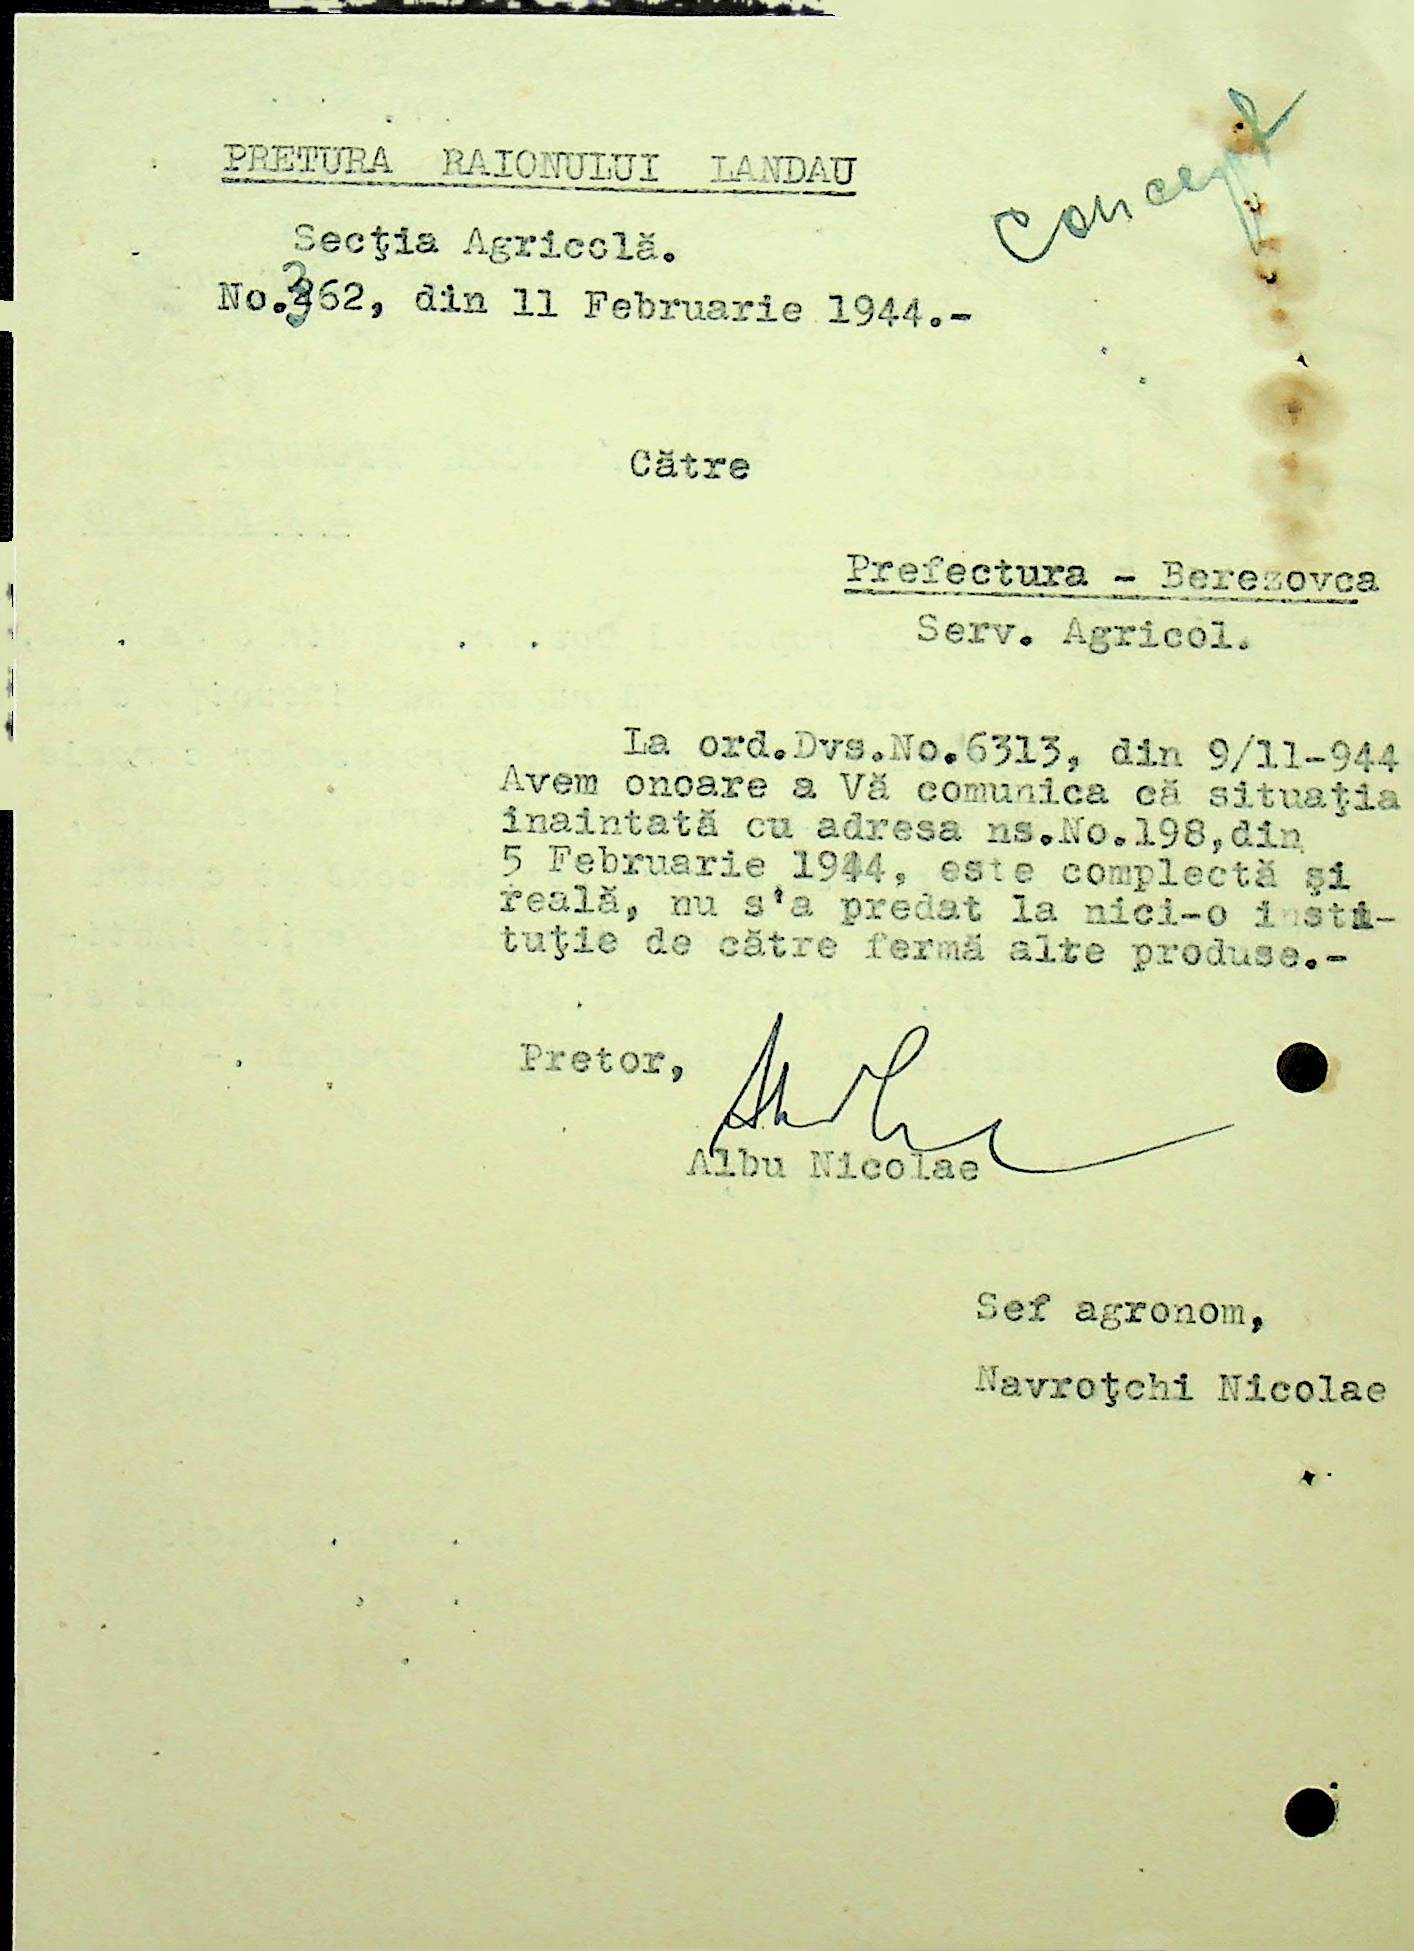 concept
PRETURA RAIONULUI LANDAU
Secţia Agricolă.
No.362, din 11 Februarie 1944.-
Către
Prefectura - Berezovca
Serv. Agricol.
La ord.Dvs.No.6313, din 9/11-944
Avem onoare a Vă comunica că situaţia
inaintată cu adresa ns.No.198,din
5 Februarie 1944, este complectă şi
reală, nu s'a predat la nici-o insti-
tuţie de către fermă alte produse.-
Pretor,
Albu Nicolae
Sef agronom,
Navroţchi Nicolae